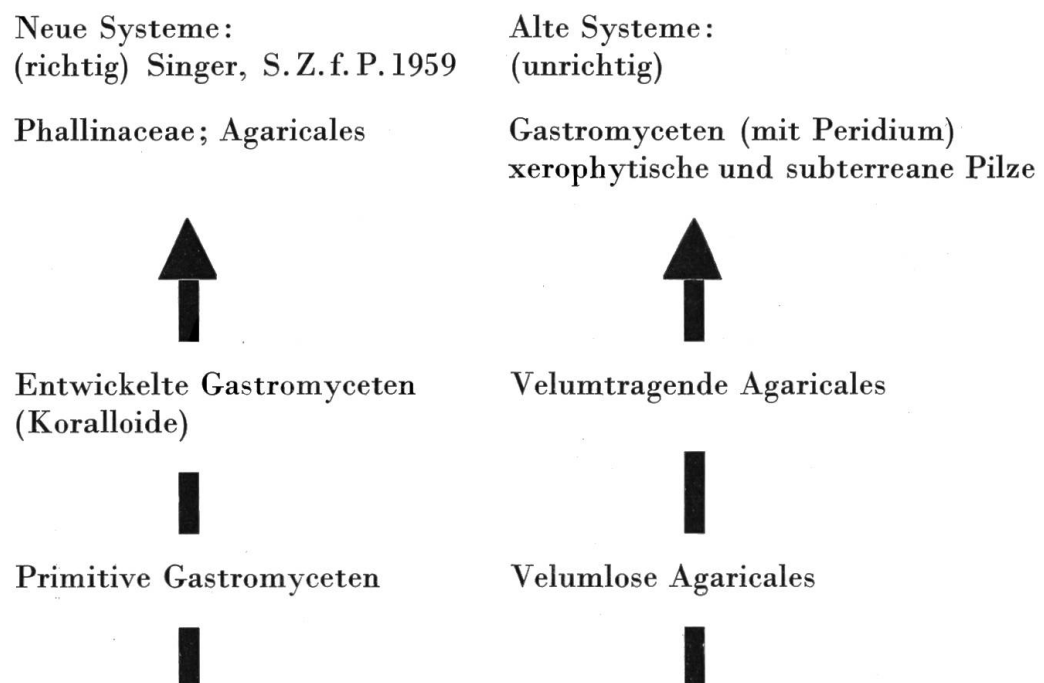 Neue Systeme:
(richtig) Singer, S. Z. f. P. 1959
Phallinaceae; Agaricales
Entwickelte Gastromyceten
(Koralloide)
Primitive Gastromyceten
Alte Systeme:
(unrichtig)
Gastromyceten (mit Peridium)
xerophytische und subterreane Pilze
Velumtragende Agaricales
Velumlose Agaricales